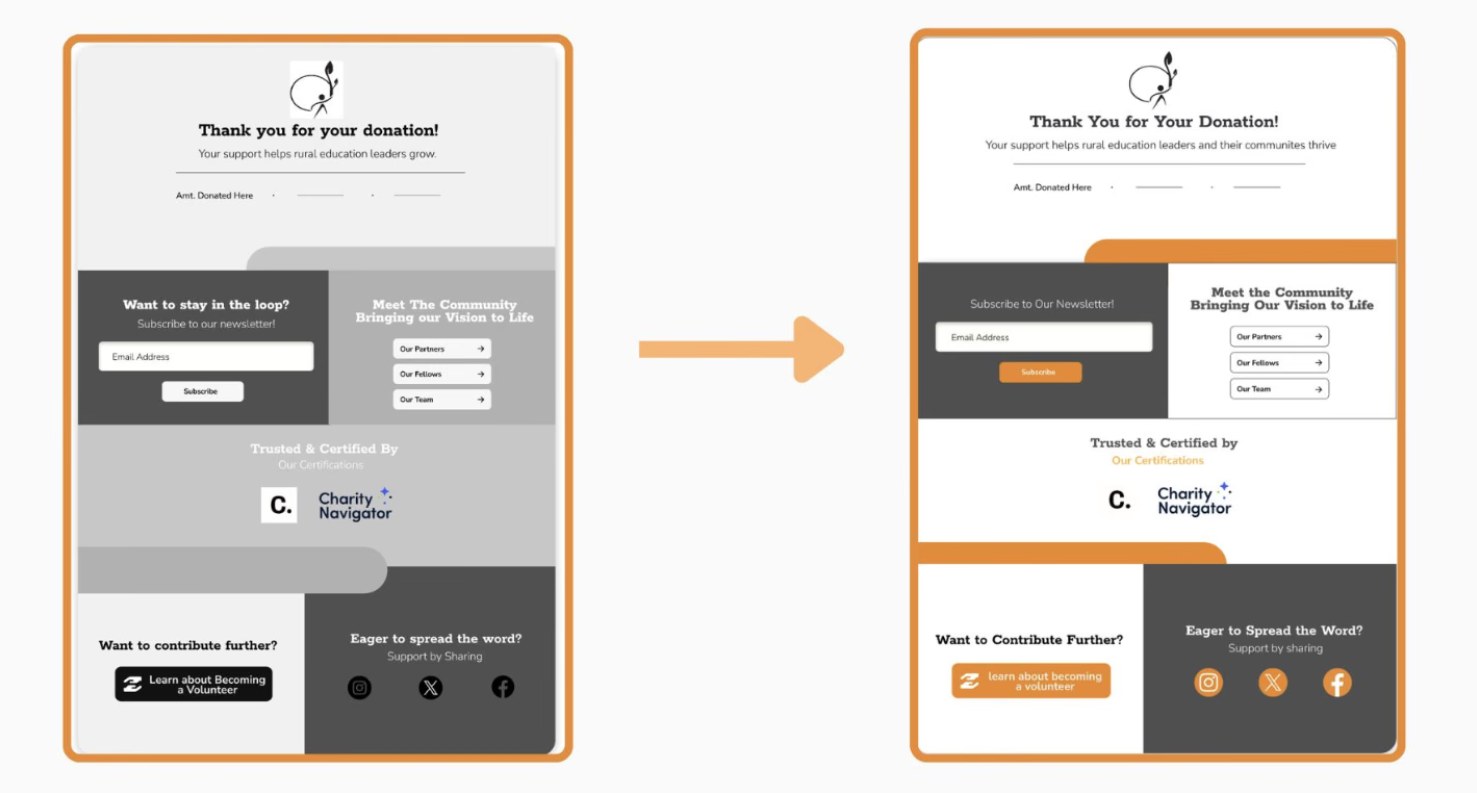 Thank you for your donation!
Your support helps rural education leaders grow.
Amt. Donated Here
Want to stay in the loop?
Subscribe to our newsletter!
Email Address
Subscribe
Meet The Community
Bringing our Vision to Life
Our Partners
Our Fellows
Our Team
Trusted & Certified By
Our Certifications
C.
Charity
Navigator
Want to contribute further?
Learn about Becoming
a Volunteer
Eager to spread the word?
Support by Sharing
Thank You for Your Donation!
Your support helps rural education leaders and their communites thrive
Amt. Donated Here
Subscribe to Our Newsletter!
Email Address
Subscribe
Meet the Community
Bringing Our Vision to Life
Our Partners
Our Fellows
Our Team
Trusted & Certified by
Our Certifications
C.
Charity
Navigator
Want to Contribute Further?
learn about becoming
a volunteer
Eager to Spread the Word?
Support by sharing